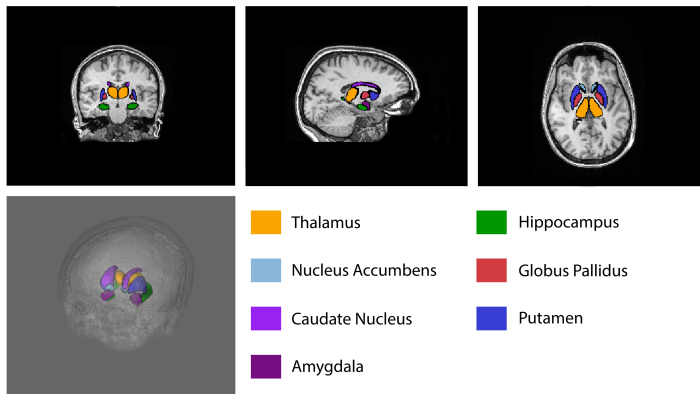 Thalamus
Hippocampus
Nucleus Accumbens
Globus Pallidus
Caudate Nucleus
Putamen
Amygdala